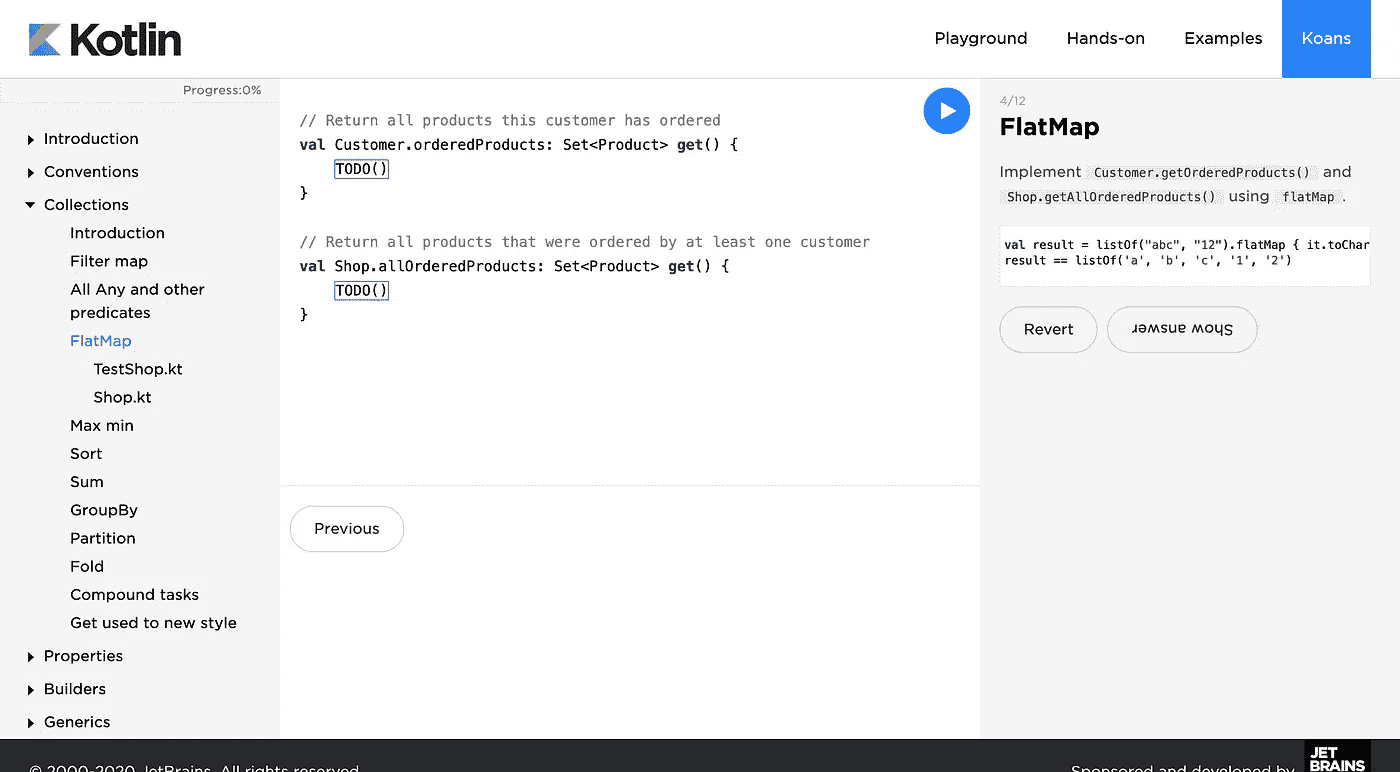 Kotlin
Playground
Hands-on
Examples
Koans
Progress:0%
Introduction
Conventions
Collections
Introduction
Filter map
All Any and other
predicates
FlatMap
TestShop.kt
Shop.kt
Max min
Sort
Sum
GroupBy
Partition
Fold
Compound tasks
Get used to new style
Properties
Builders
Generics
// Return all products this customer has ordered
val Customer.orderedProducts: Set<Product> get() {
TODO()
}
// Return all products that were ordered by at least one customer
val Shop.allOrderedProducts: Set<Product> get() {
TODO()
}
Previous
4/12
FlatMap
Implement Customer.getOrderedProducts() and
Shop.getAllOrderedProducts() using flatMap .
val result = listOf("abc", "12").flatMap { it.toChar
result == listOf('a', 'b', 'c', '1', '2')
Revert
Show answer
© 2000-2020 JetBrains. All rights reserved
Sponsored and developed by
JET
BRAINS